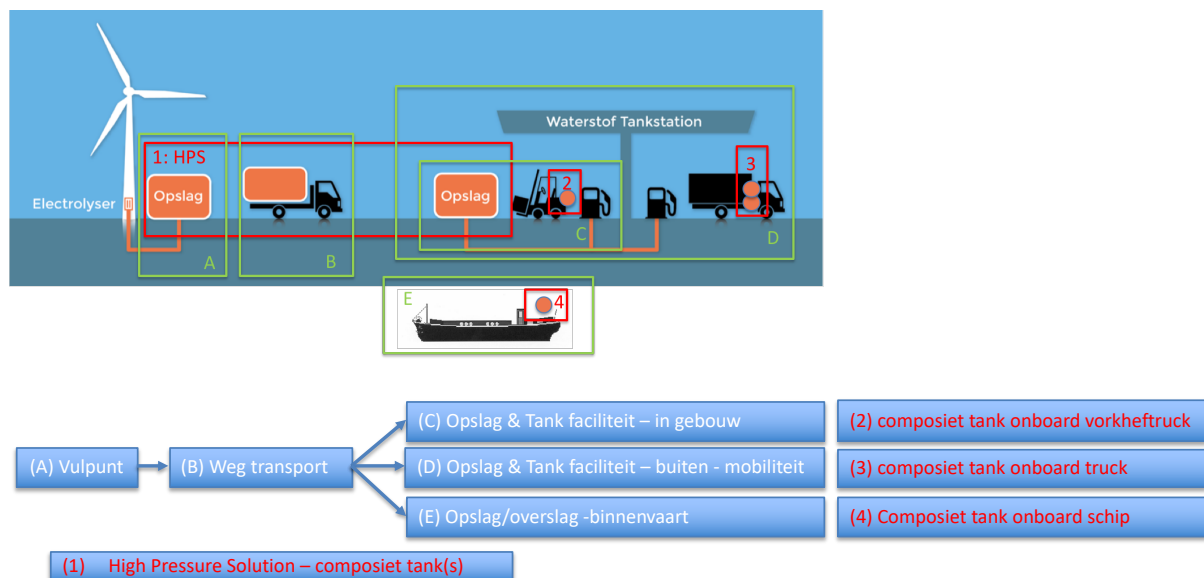 Waterstof Tankstation
1: HPS
3
2
Electrolyser
Opslag
Opslag
C
D
A
B
E
4
(C) Opslag & Tank faciliteit – in gebouw
(2) composiet tank onboard vorkheftruck
(A) Vulpunt
(B) Weg transport
(D) Opslag & Tank faciliteit – buiten - mobiliteit
(3) composiet tank onboard truck
(E) Opslag/overslag -binnenvaart
(4) Composiet tank onboard schip
(1) High Pressure Solution – composiet tank(s)